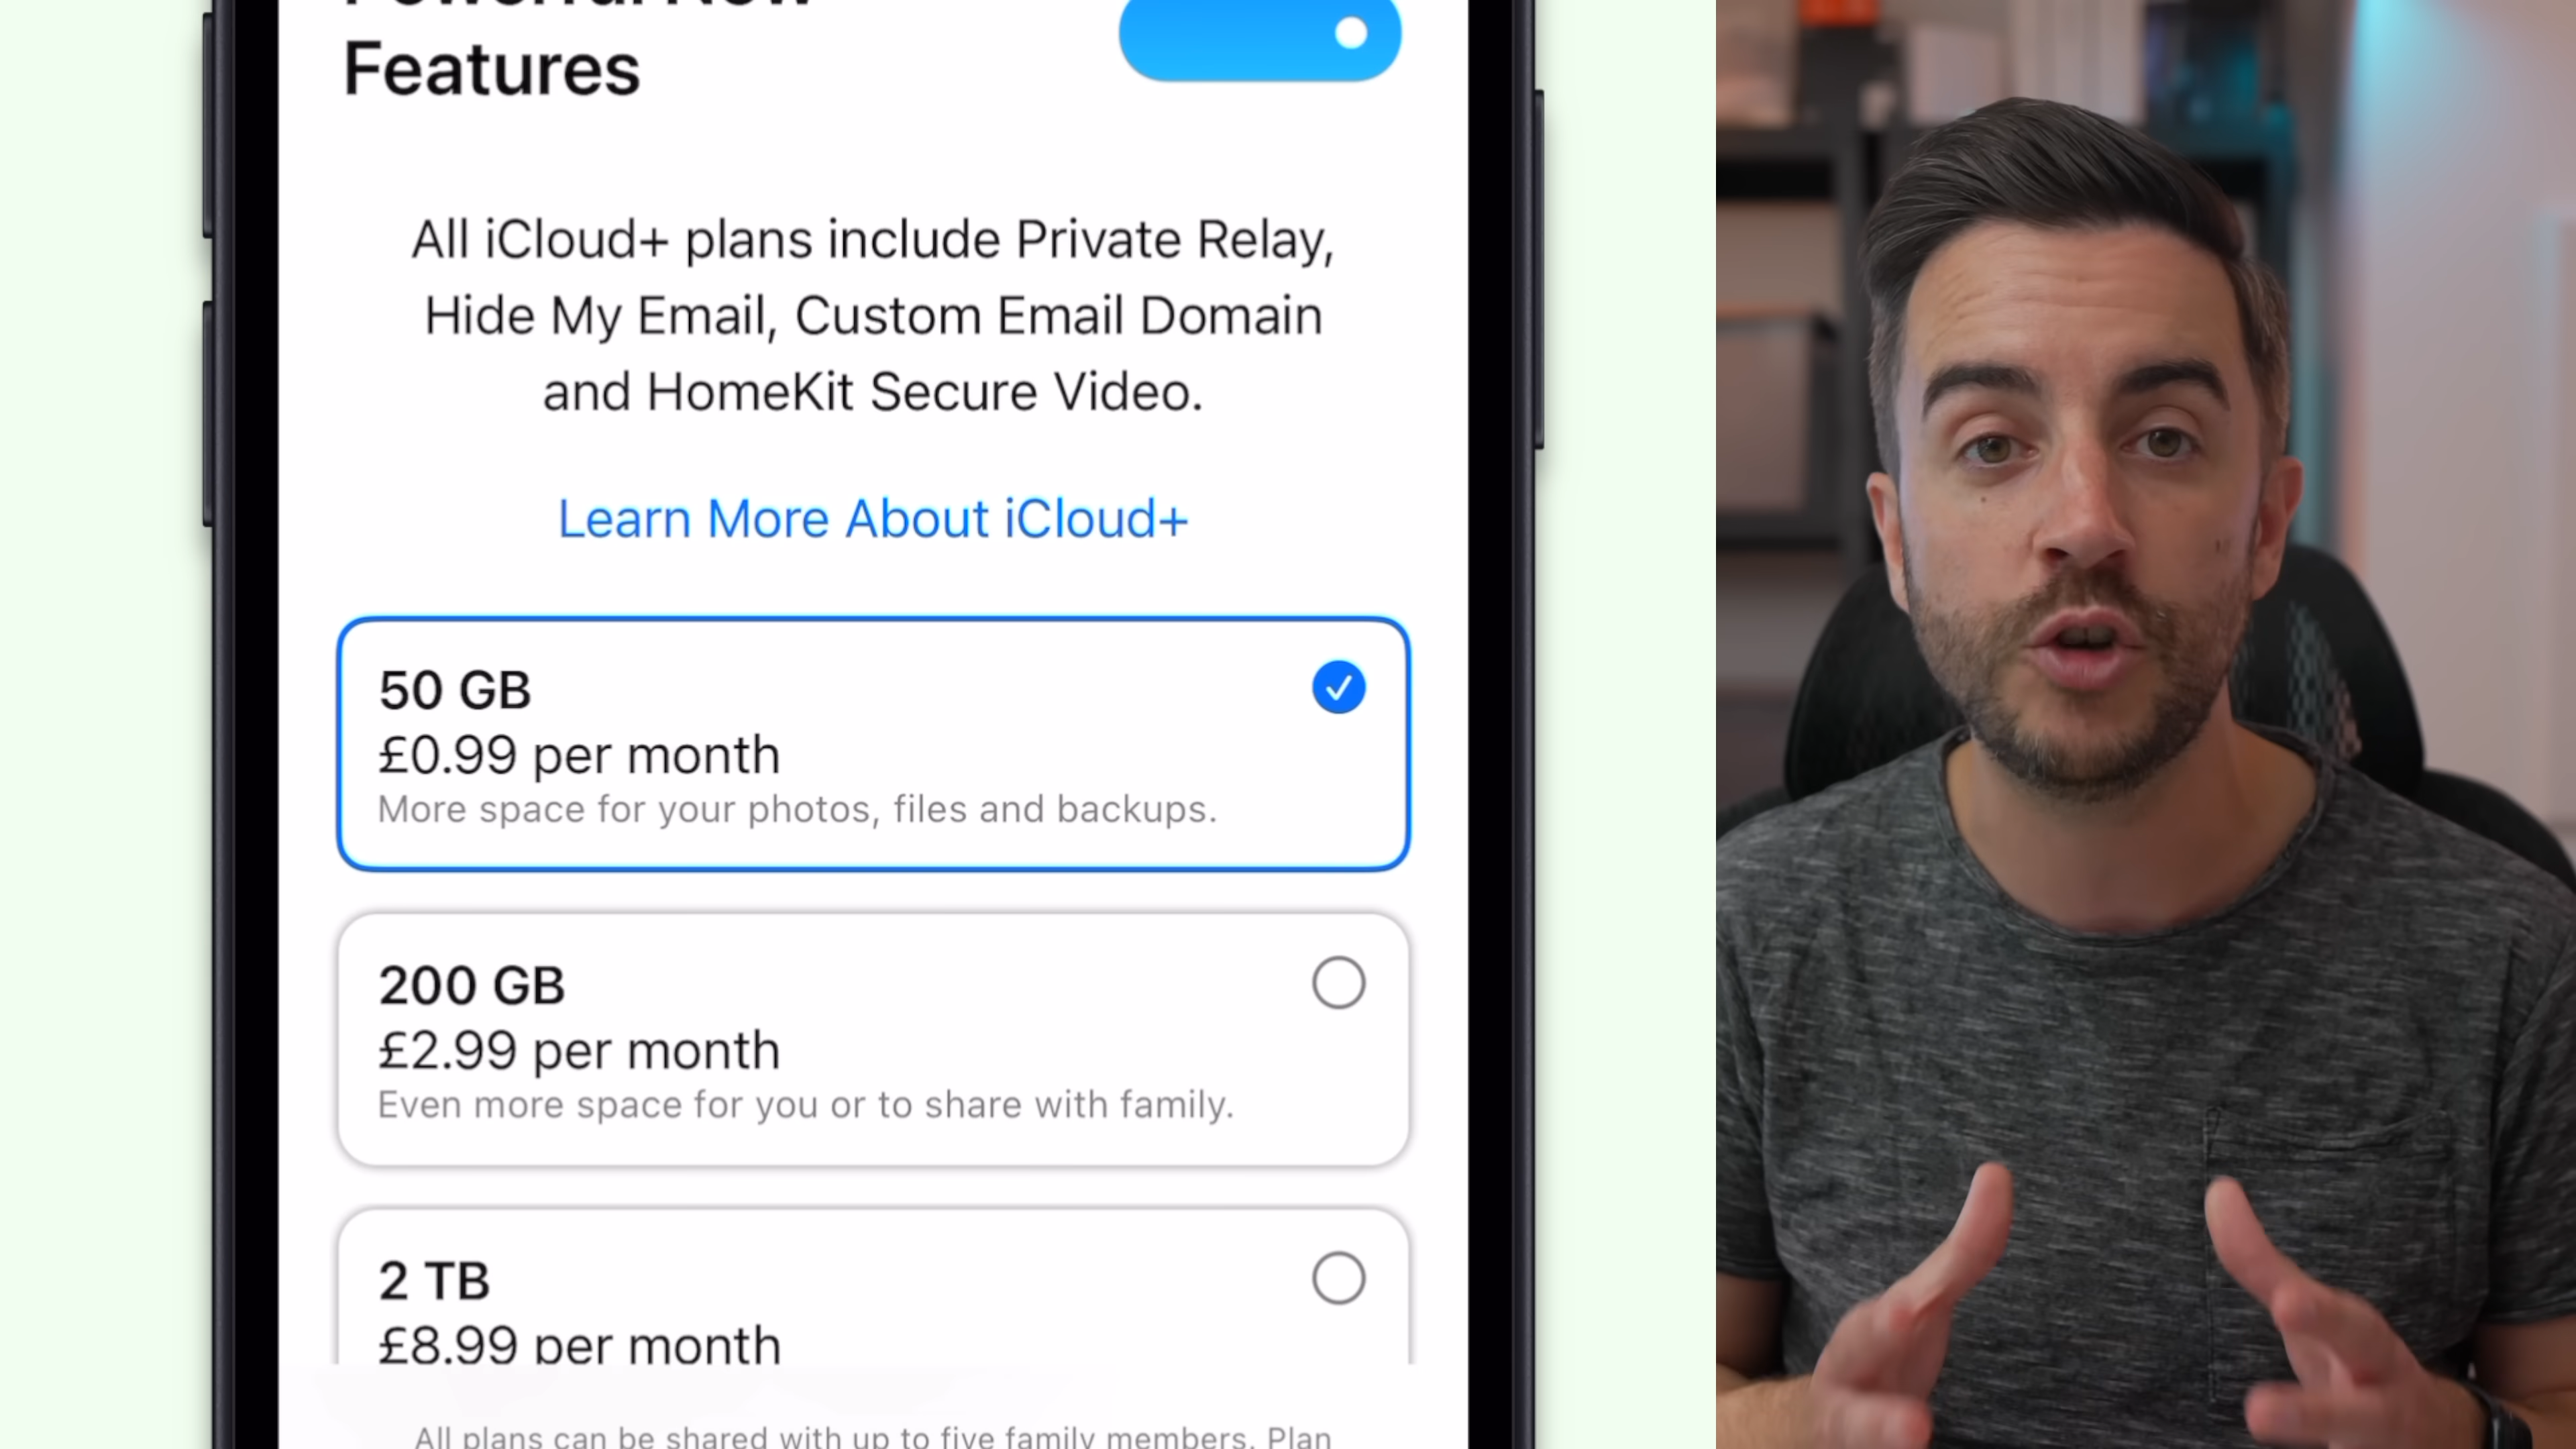 Powerful New
Features
All iCloud+ plans include Private Relay,
Hide My Email, Custom Email Domain
and HomeKit Secure Video.
Learn More About iCloud+
50 GB
£0.99 per month
More space for your photos, files and backups.
200 GB
£2.99 per month
Even more space for you or to share with family.
2 TB
£8.99 per month
All plans can be shared with up to five family members. Plan